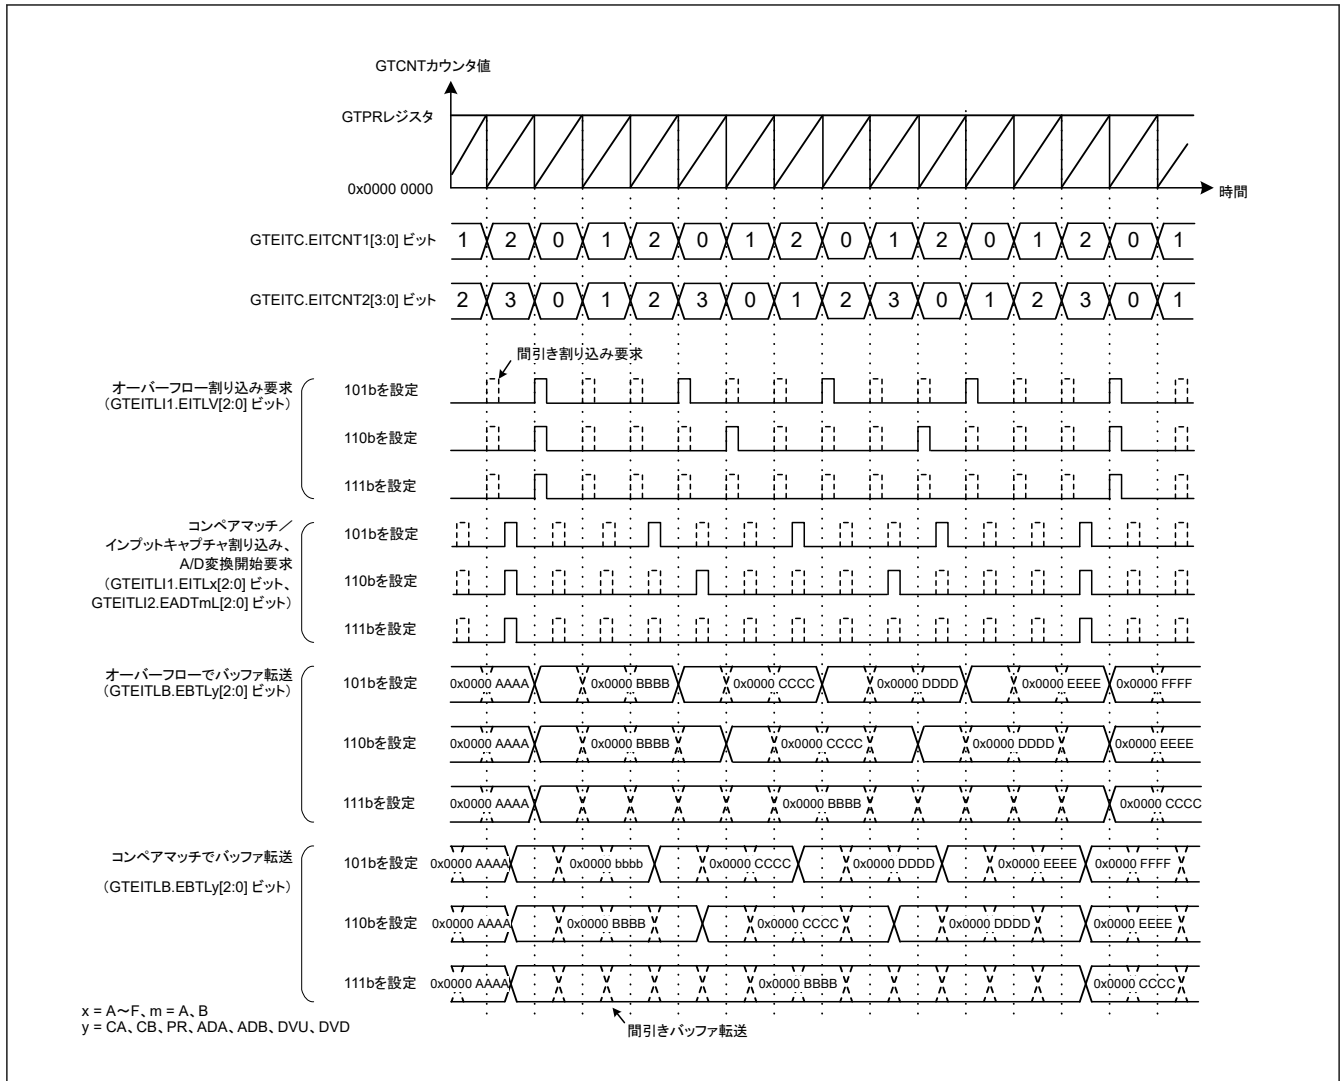 GTCNTカウンタ値
GTPRレジスタ
0x0000 0000
時間
GTEITC.EITCNT1[3:0] ビット 1 2 0 1 2 0 1 2 0 1 2 0 1 2 0 1
GTEITC.EITCNT2[3:0] ビット 2 3 0 1 2 3 0 1 2 3 0 1 2 3 0 1
間引き割り込み要求
オーバーフロー割り込み要求
(GTEITLI1.EITLV[2:0] ビット)
101bを設定
110bを設定
111bを設定
コンペアマッチ/
インプットキャプチャ割り込み、
A/D変換開始要求
(GTEITLI1.EITLx[2:0] ビット、
GTEITLI2.EADTmL[2:0] ビット)
101bを設定
110bを設定
111bを設定
オーバーフローでバッファ転送
(GTEITLB.EBTLy[2:0] ビット)
101bを設定 0x0000 AAAA 0x0000 BBBB 0x0000 CCCC 0x0000 DDDD 0x0000 EEEE 0x0000 FFFF
110bを設定 0x0000 AAAA 0x0000 BBBB 0x0000 CCCC 0x0000 DDDD 0x0000 EEEE
111bを設定 0x0000 AAAA 0x0000 BBBB 0x0000 CCCC
コンペアマッチでバッファ転送
(GTEITLB.EBTLy[2:0] ビット)
101bを設定 0x0000 AAAA 0x0000 bbbb 0x0000 CCCC 0x0000 DDDD 0x0000 EEEE 0x0000 FFFF
110bを設定 0x0000 AAAA 0x0000 BBBB 0x0000 CCCC 0x0000 DDDD 0x0000 EEEE
111bを設定 0x0000 AAAA 0x0000 BBBB 0x0000 CCCC
間引きバッファ転送
x = A~F、m = A、B
y = CA、CB、PR、ADA、ADB、DVU、DVD